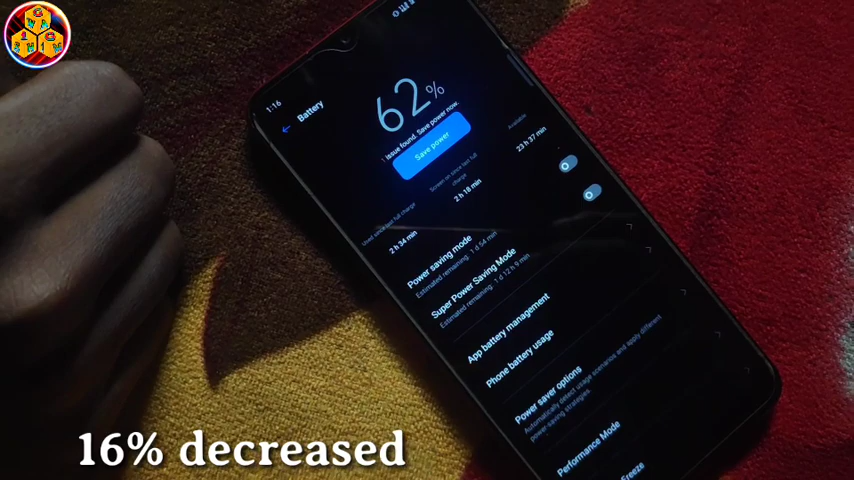 1:16
Battery
62%
1 issue found. Save power now.
Save power
Used since last full charge
2 h 34 min
Screen on since last full charge
2 h 18 min
Available
23 h 37 min
Power saving mode
Estimated remaining: 1 d 54 min
Super Power Saving Mode
Estimated remaining: 1 d 12 h 9 min
App battery management
Phone battery usage
Power saver options
Automatically detect usage scenarios and apply different
power-saving strategies.
Performance Mode
Freeze
16% decreased